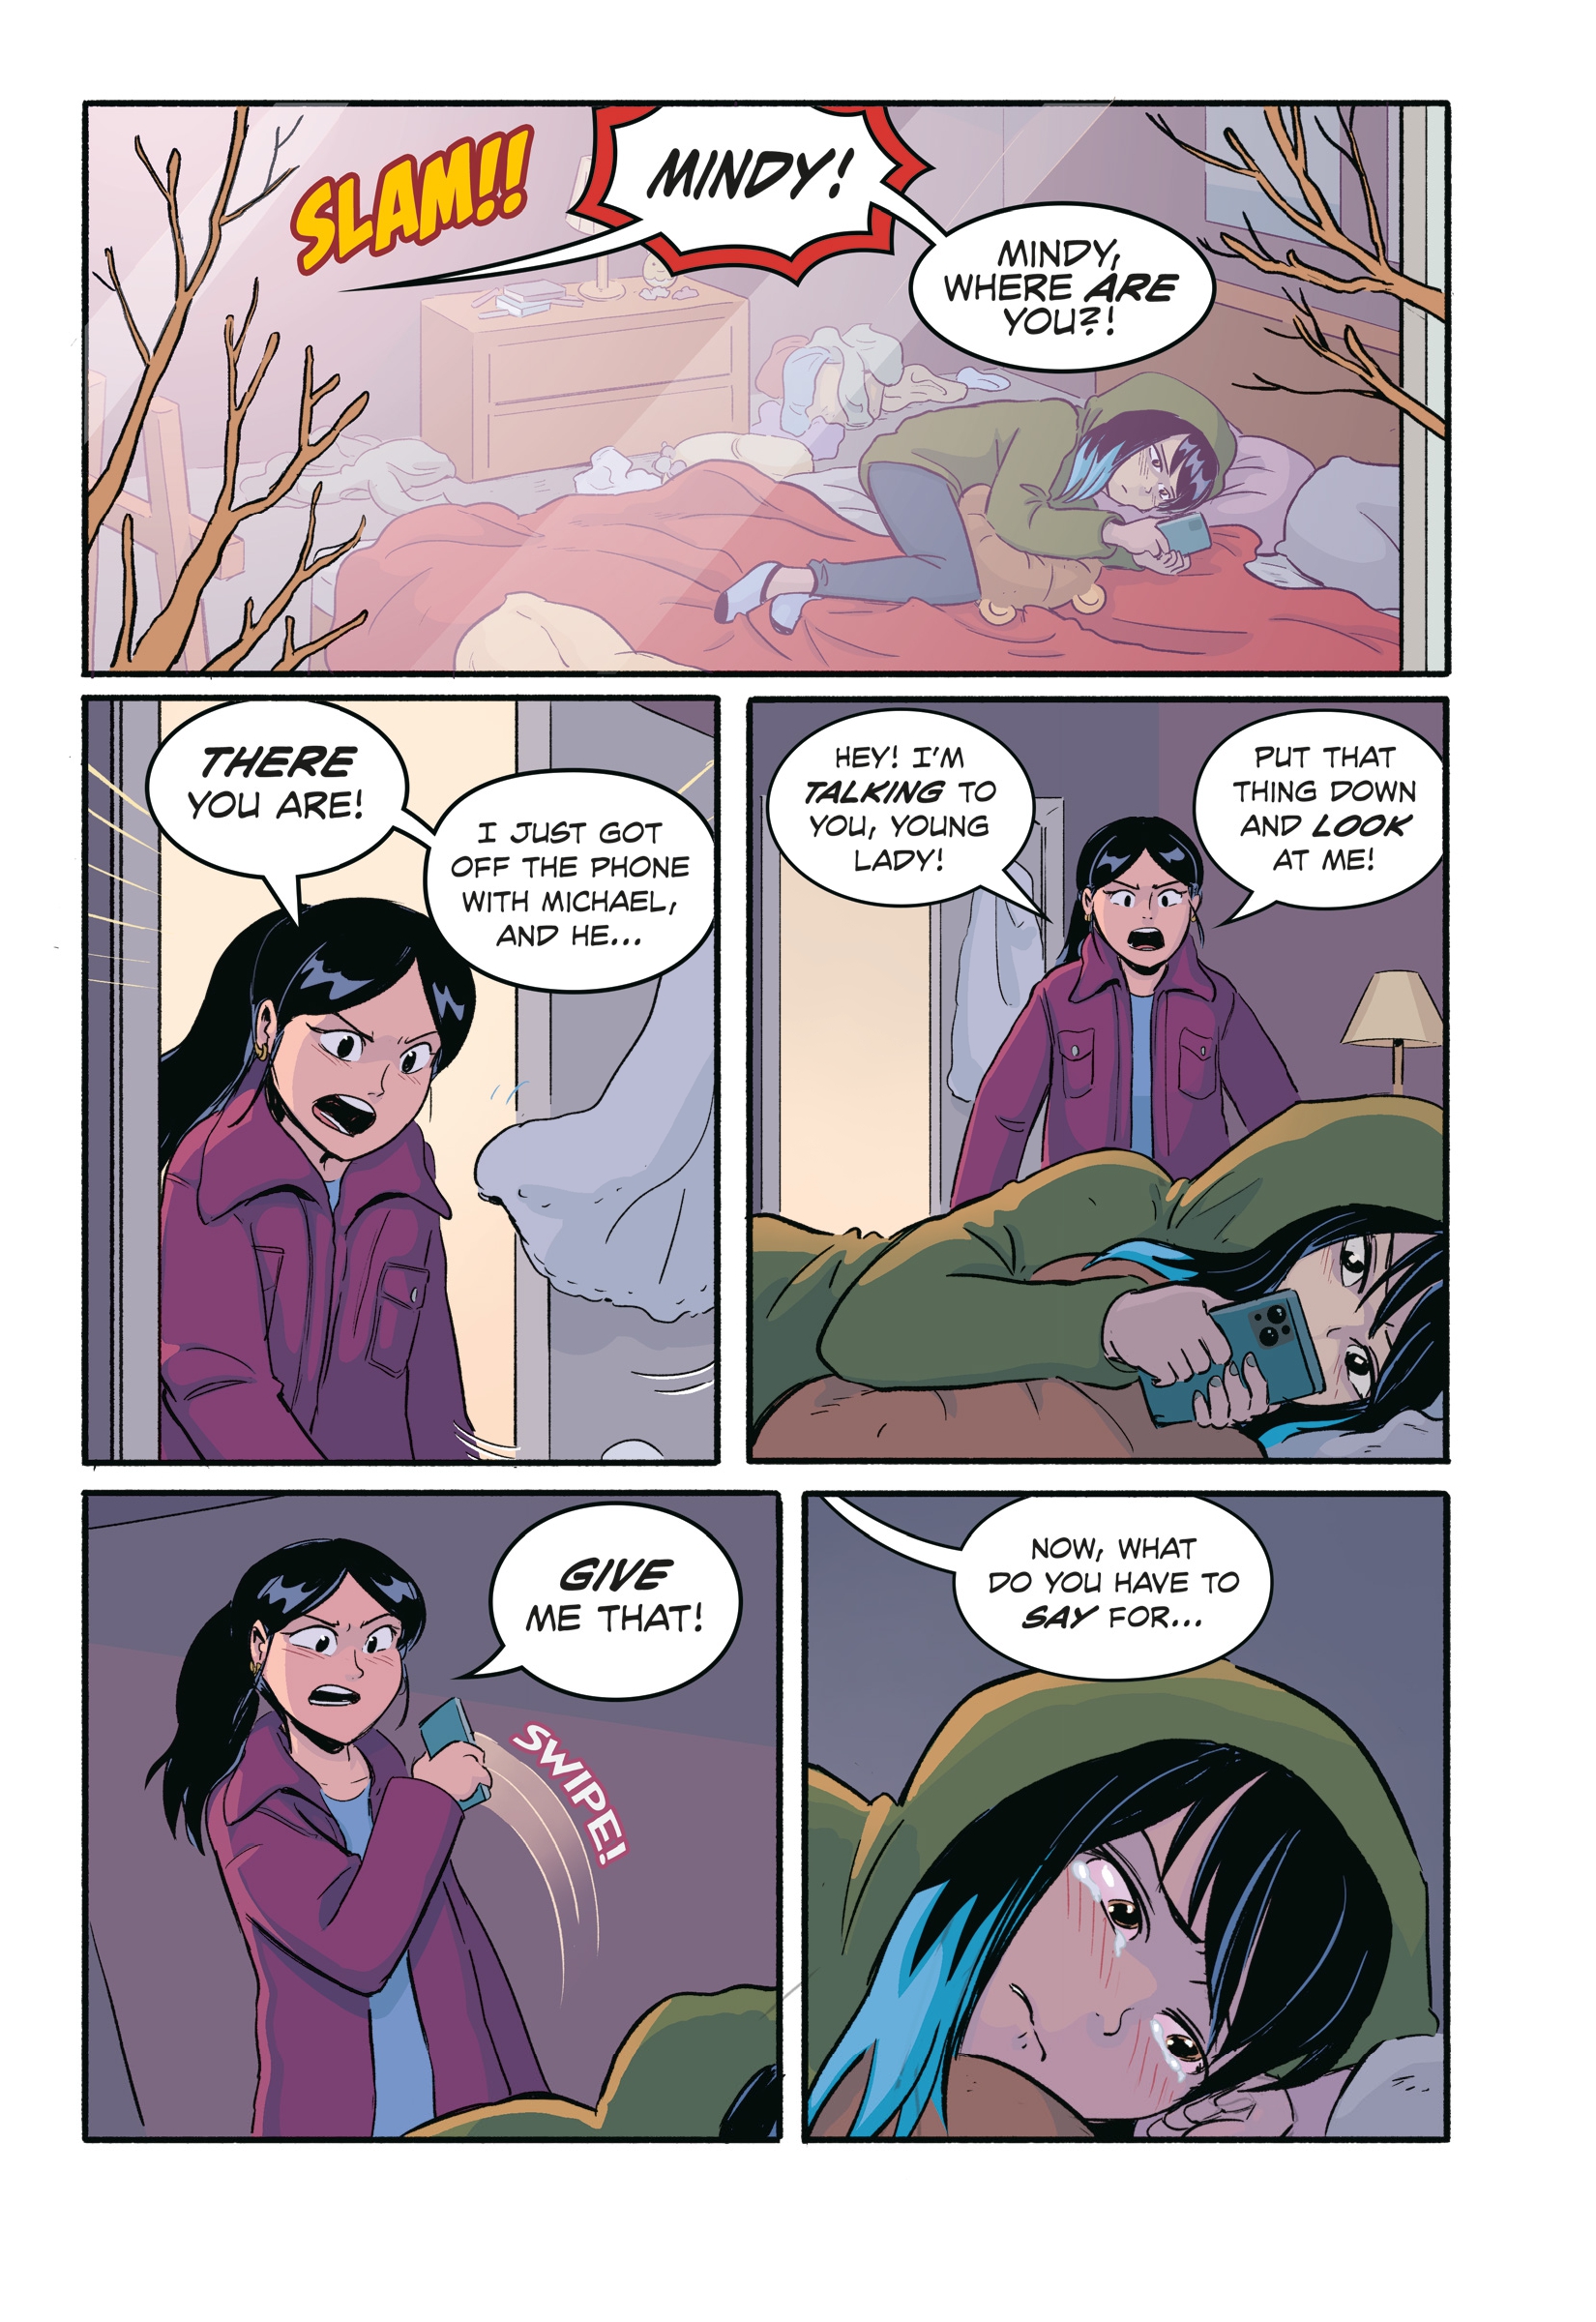 SLAM!!
MINDY!
MINDY,
WHERE ARE
YOU?!
THERE
YOU ARE!
I JUST GOT
OFF THE PHONE
WITH MICHAEL,
AND HE...
HEY! I'M
TALKING TO
YOU, YOUNG
LADY!
PUT THAT
THING DOWN
AND LOOK
AT ME!
GIVE
ME THAT!
SWIPE!
NOW, WHAT
DO YOU HAVE TO
SAY FOR...